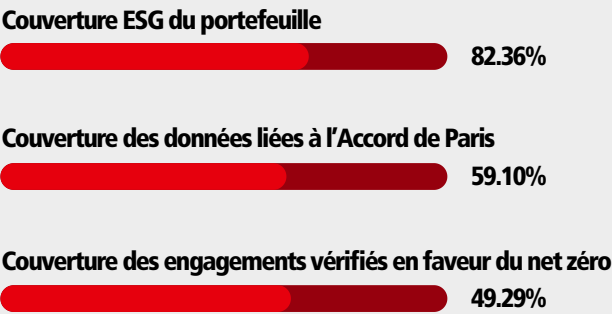 Couverture ESG du portefeuille
82.36%
Couverture des données liées à l’Accord de Paris
59.10%
Couverture des engagements vérifiés en faveur du net zéro
49.29%